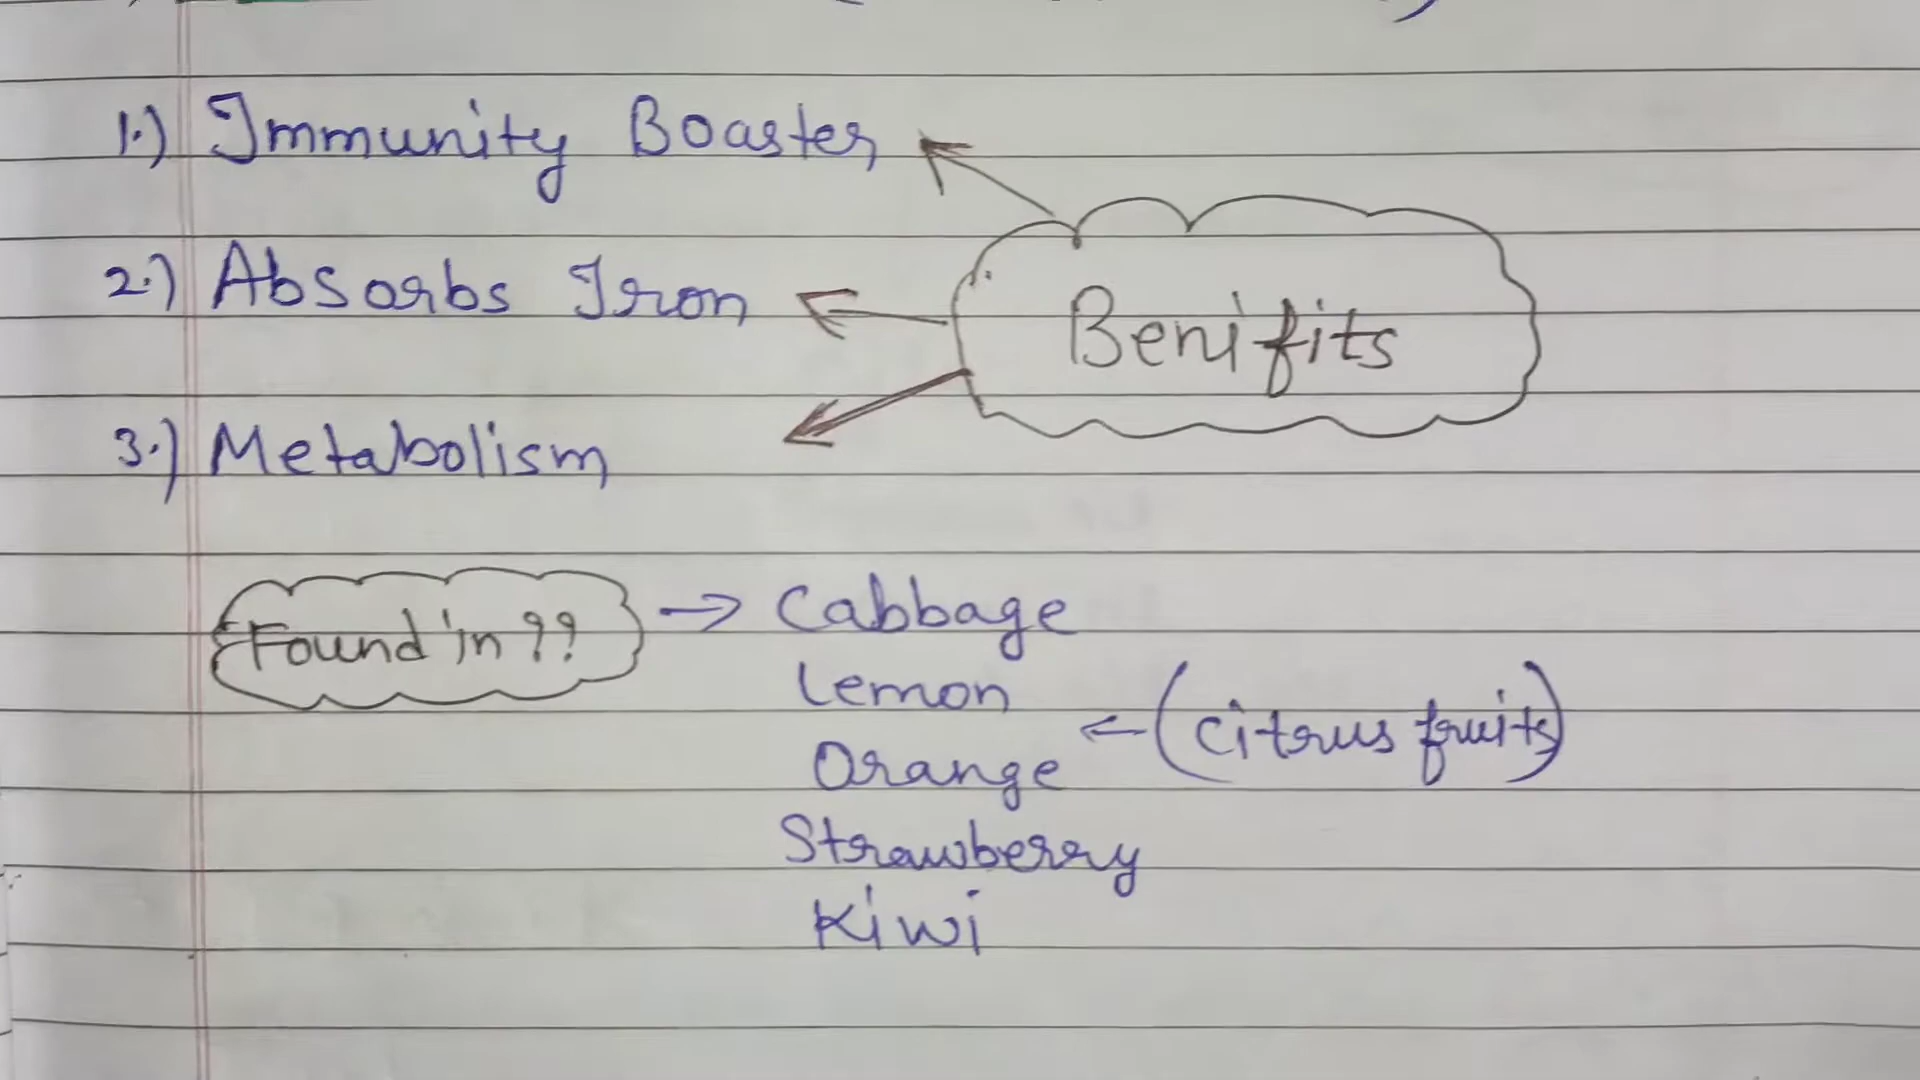 1.) Immunity Boaster
2.) Absorbs Iron
Benifits
3.) Metabolism
Found in ??
→ Cabbage
Lemon
← (citrus fruits)
Orange
Strawberry
Kiwi